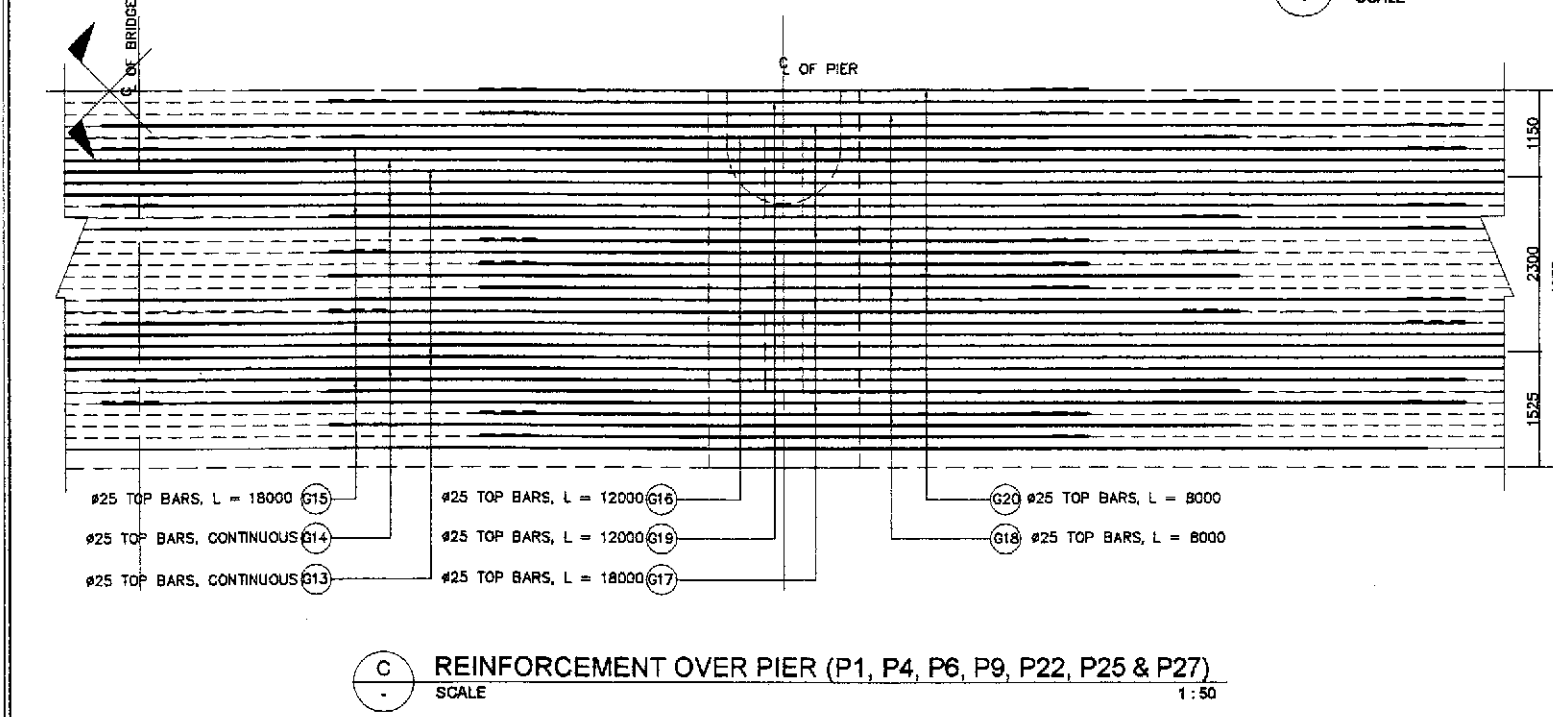 SCALE
℄ OF BRIDGE
℄ OF PIER
1150
2300
1525
ø25 TOP BARS, L = 18000 G15
ø25 TOP BARS, CONTINUOUS G14
ø25 TOP BARS, CONTINUOUS G13
ø25 TOP BARS, L = 12000 G16
ø25 TOP BARS, L = 12000 G19
ø25 TOP BARS, L = 18000 G17
G20 ø25 TOP BARS, L = 8000
G18 ø25 TOP BARS, L = 8000
C
-
REINFORCEMENT OVER PIER (P1, P4, P6, P9, P22, P25 & P27)
SCALE 1 : 50